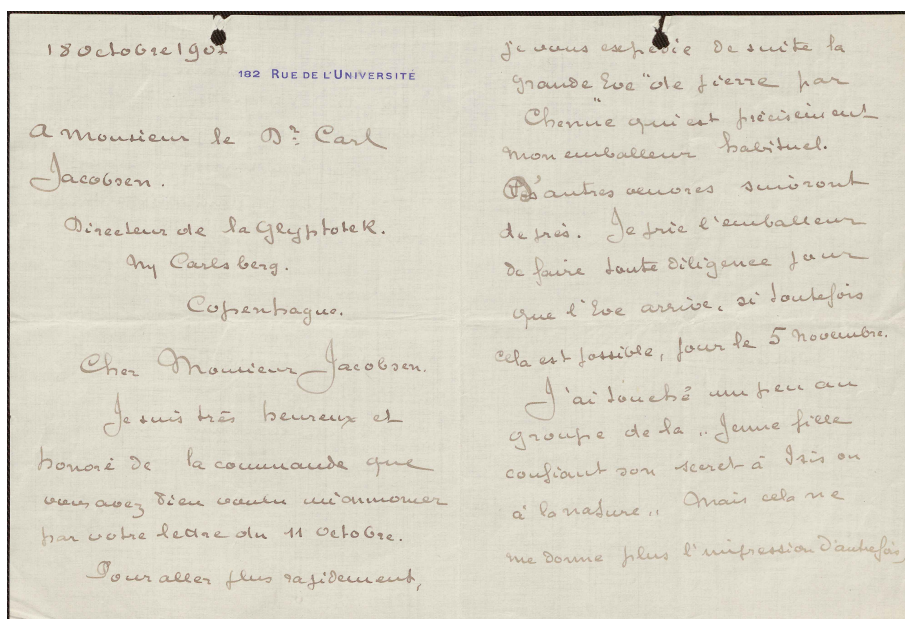 18 octobre 1902
182 RUE DE L'UNIVERSITÉ
A Monsieur le Dr. Carl
Jacobsen.
Directeur de la Glyptotek.
Ny Carlsberg.
Copenhague.
Cher Monsieur Jacobsen.
Je suis très heureux et
honoré de la commande que
vous avez bien voulu
par votre lettre du 11 octobre.
Pour aller plus rapidement,
je vous expédie de suite la
grande "Eve" de pierre par
Chenue qui est précisément
mon emballeur habituel.
D'autres œuvres suivront
de près. Je prie l'emballeur
de faire toute diligence pour
que l'Eve arrive, si toutefois
cela est possible, pour le 5 novembre.
J'ai touché un peu au
groupe de la „Jeune fille
confiant son secret à Isis ou
à la nature„ Mais cela ne
me donne plus l'impression d'autrefois,